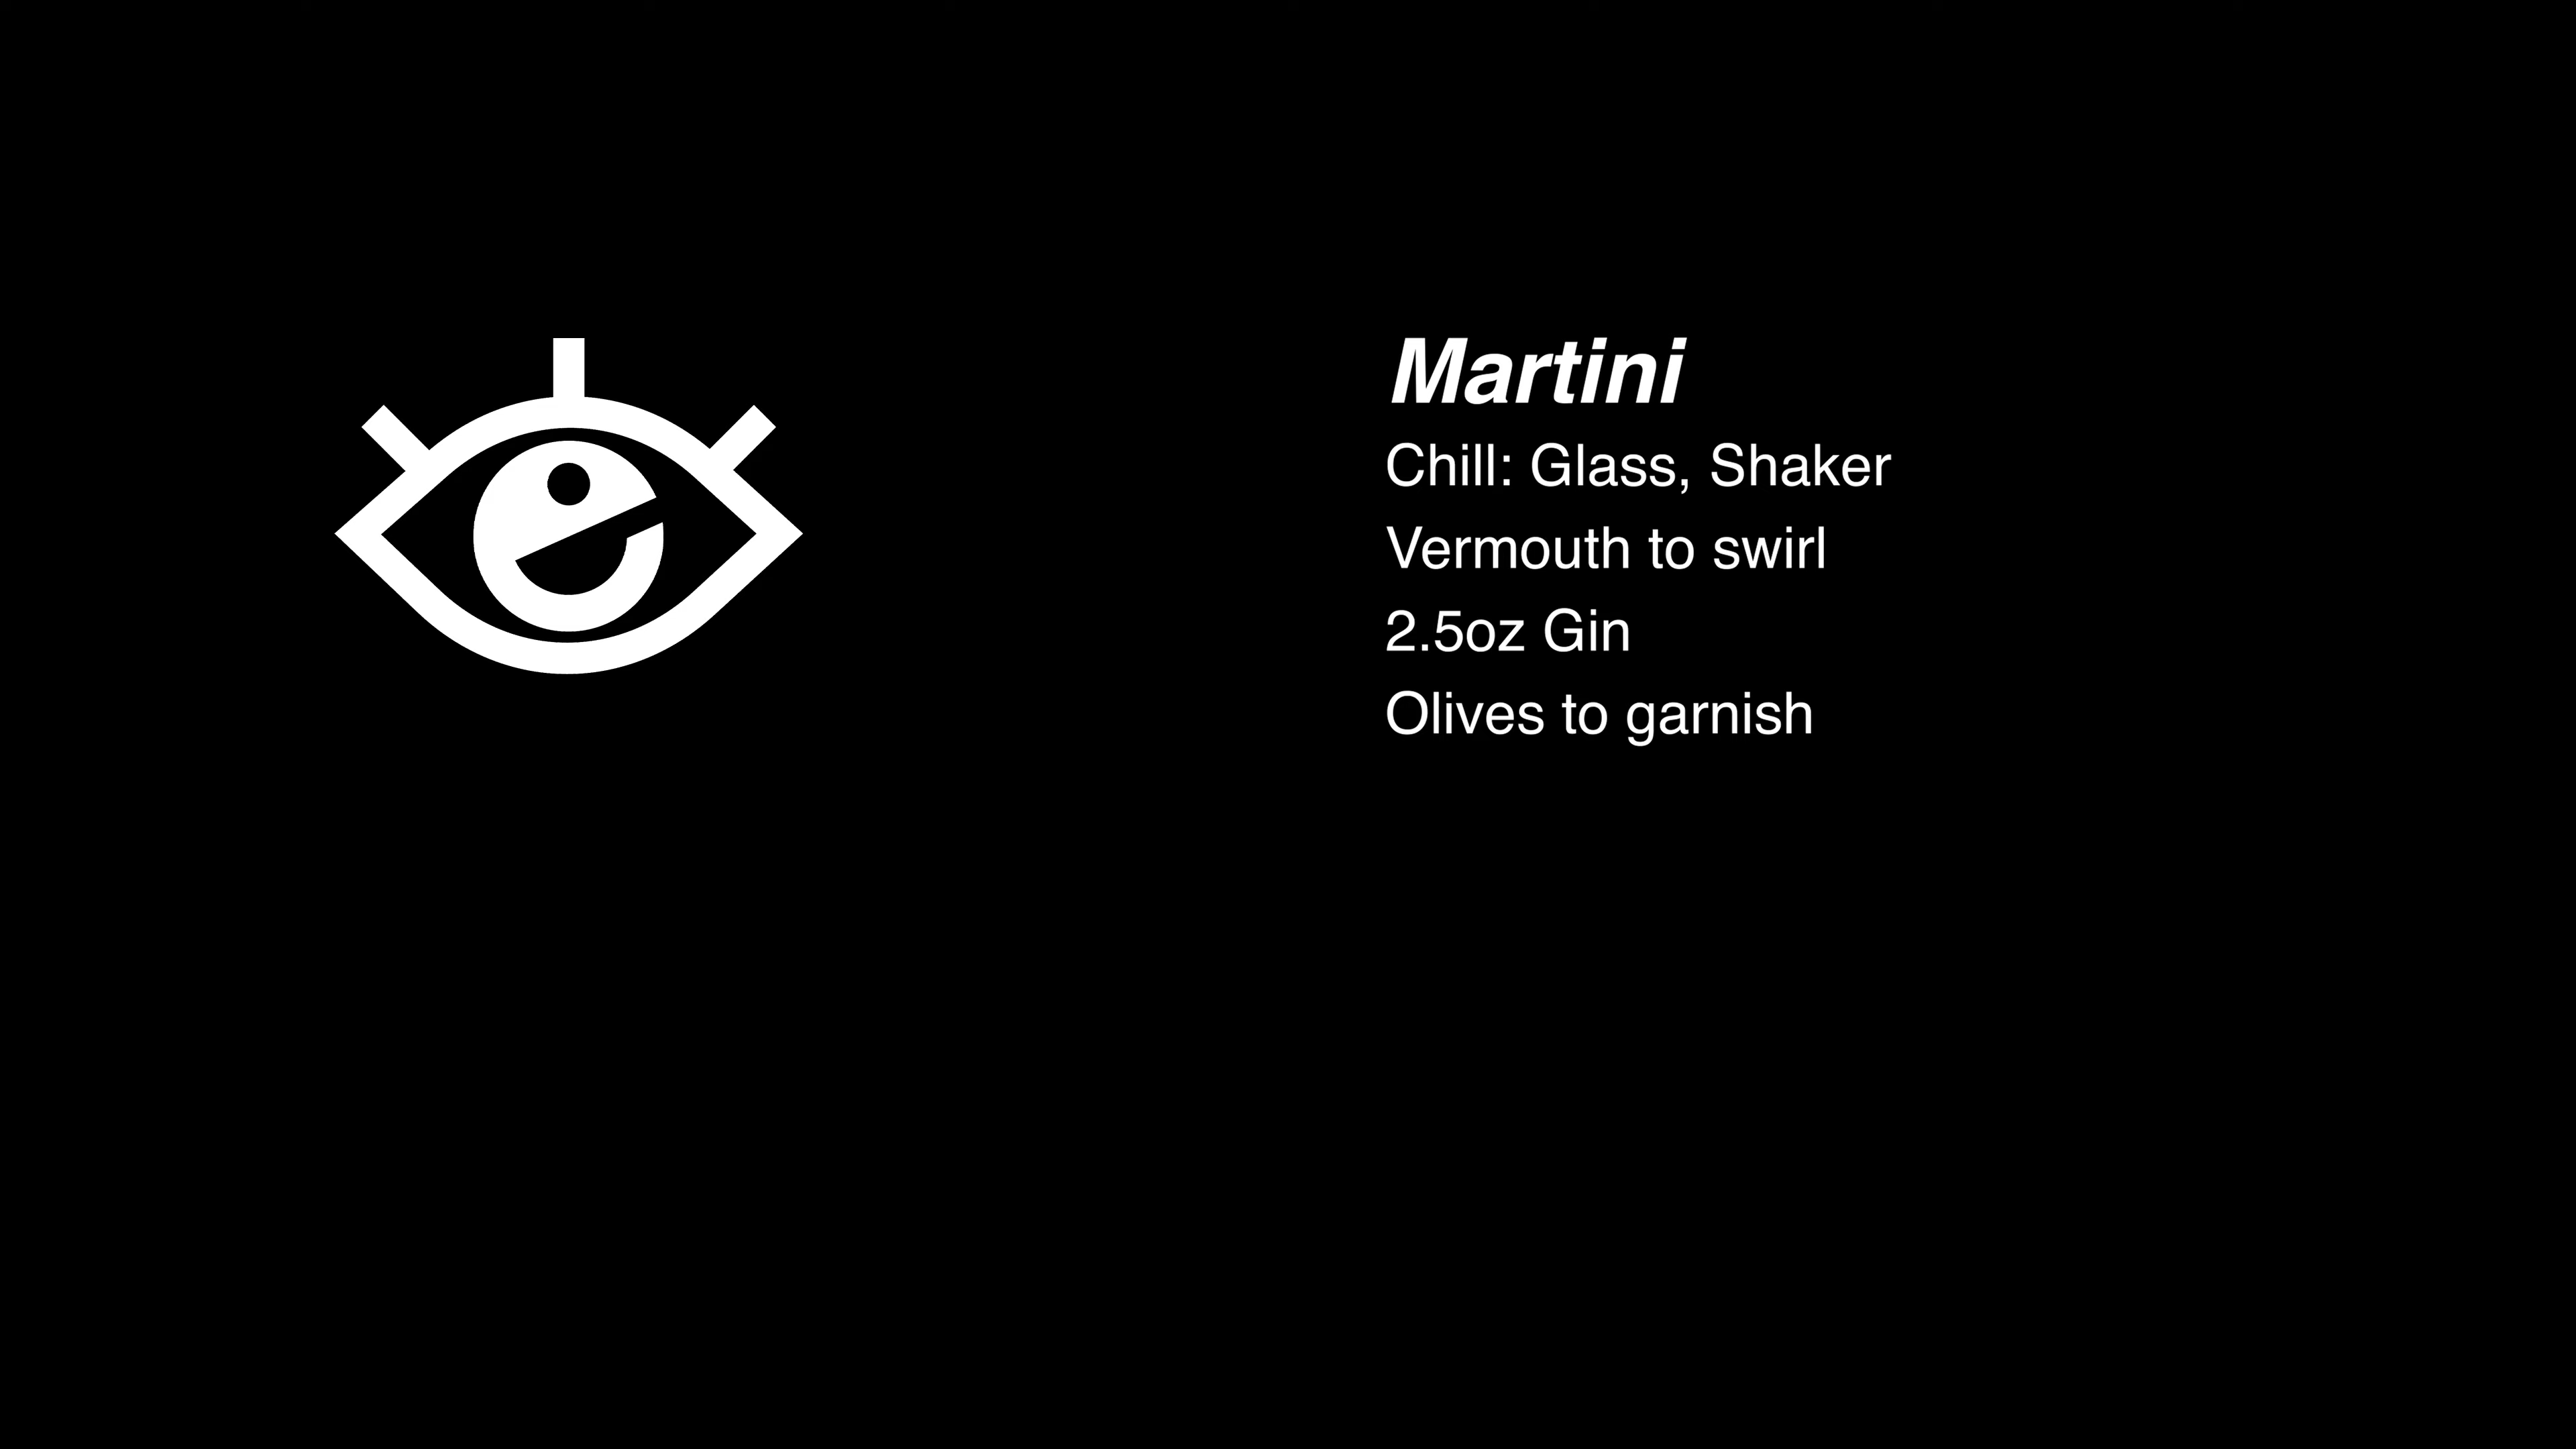 Martini
Chill: Glass, Shaker
Vermouth to swirl
2.5oz Gin
Olives to garnish